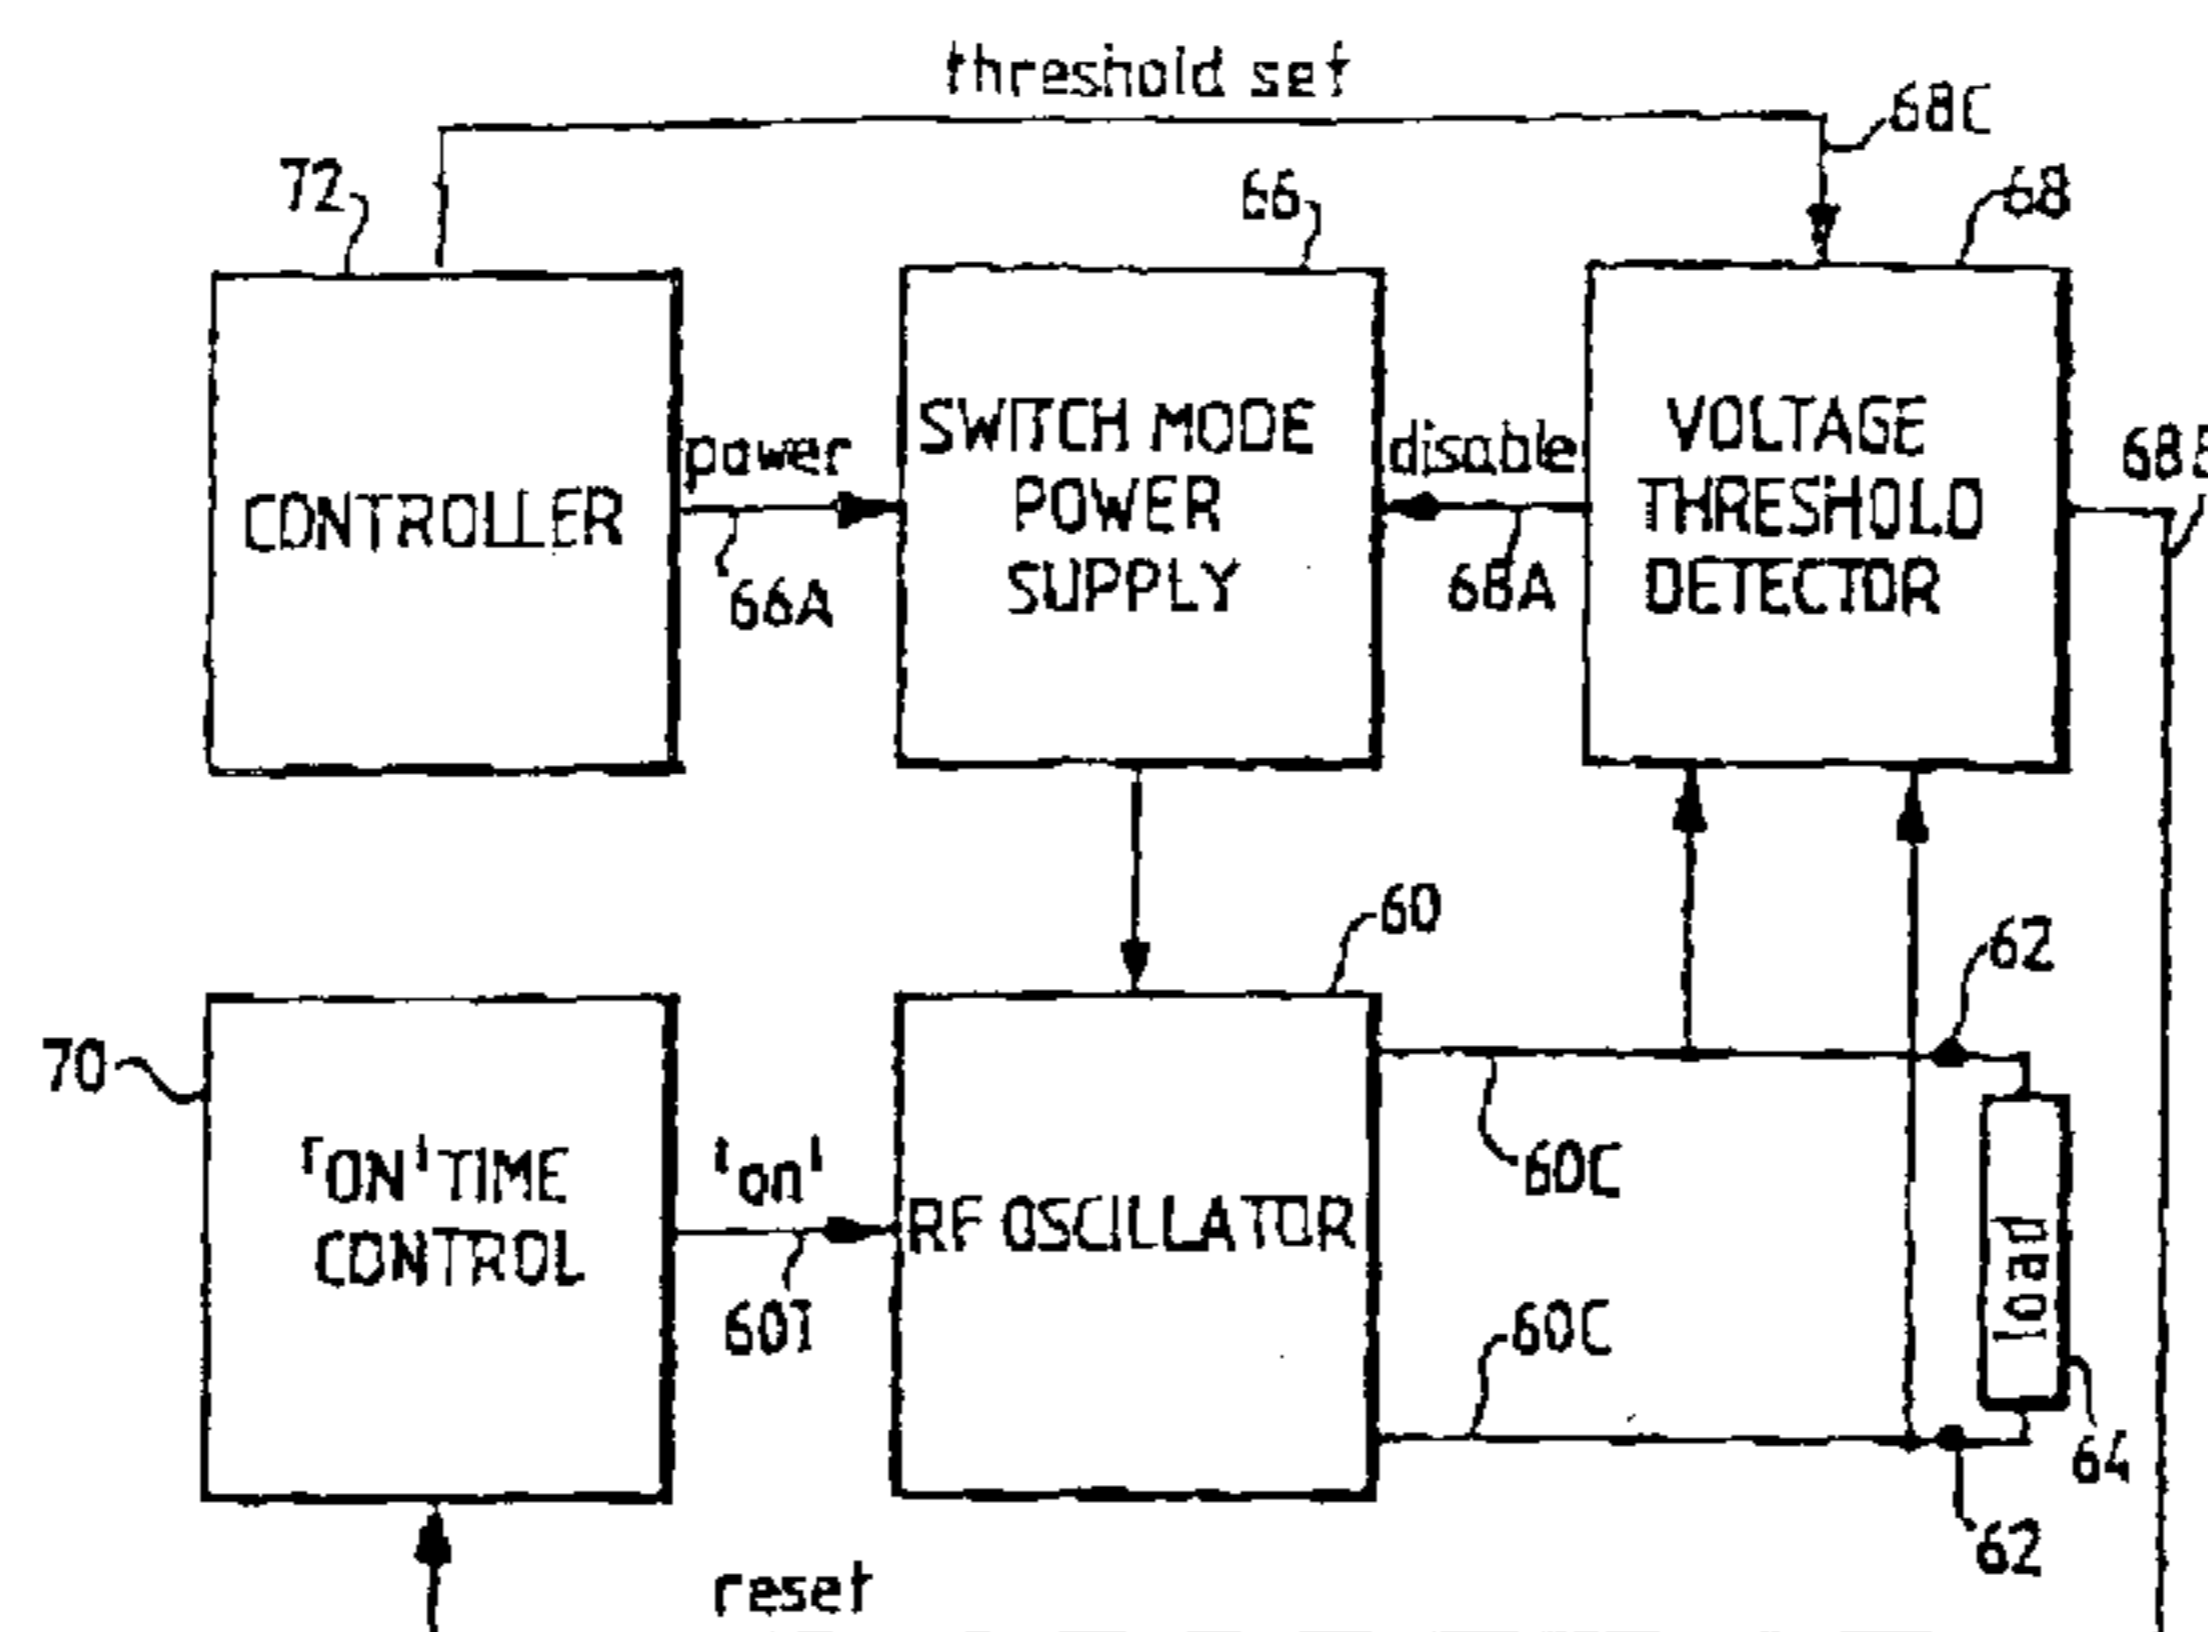 threshold set
68C
72
66
68
CONTROLLER
power
66A
SWITCH MODE
POWER
SUPPLY
disable
68A
VOLTAGE
THRESHOLD
DETECTOR
60
62
70
'ON' TIME
CONTROL
'on'
60I
RF OSCILLATOR
60C
60C
load
64
62
reset